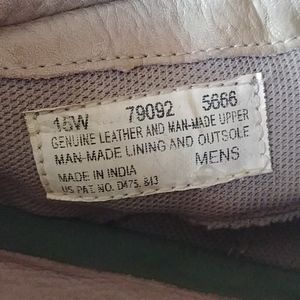 15W 79092 5666
GENUINE LEATHER AND MAN-MADE UPPER
MAN-MADE LINING AND OUTSOLE
MADE IN INDIA MENS
US PAT. NO. D475, 843